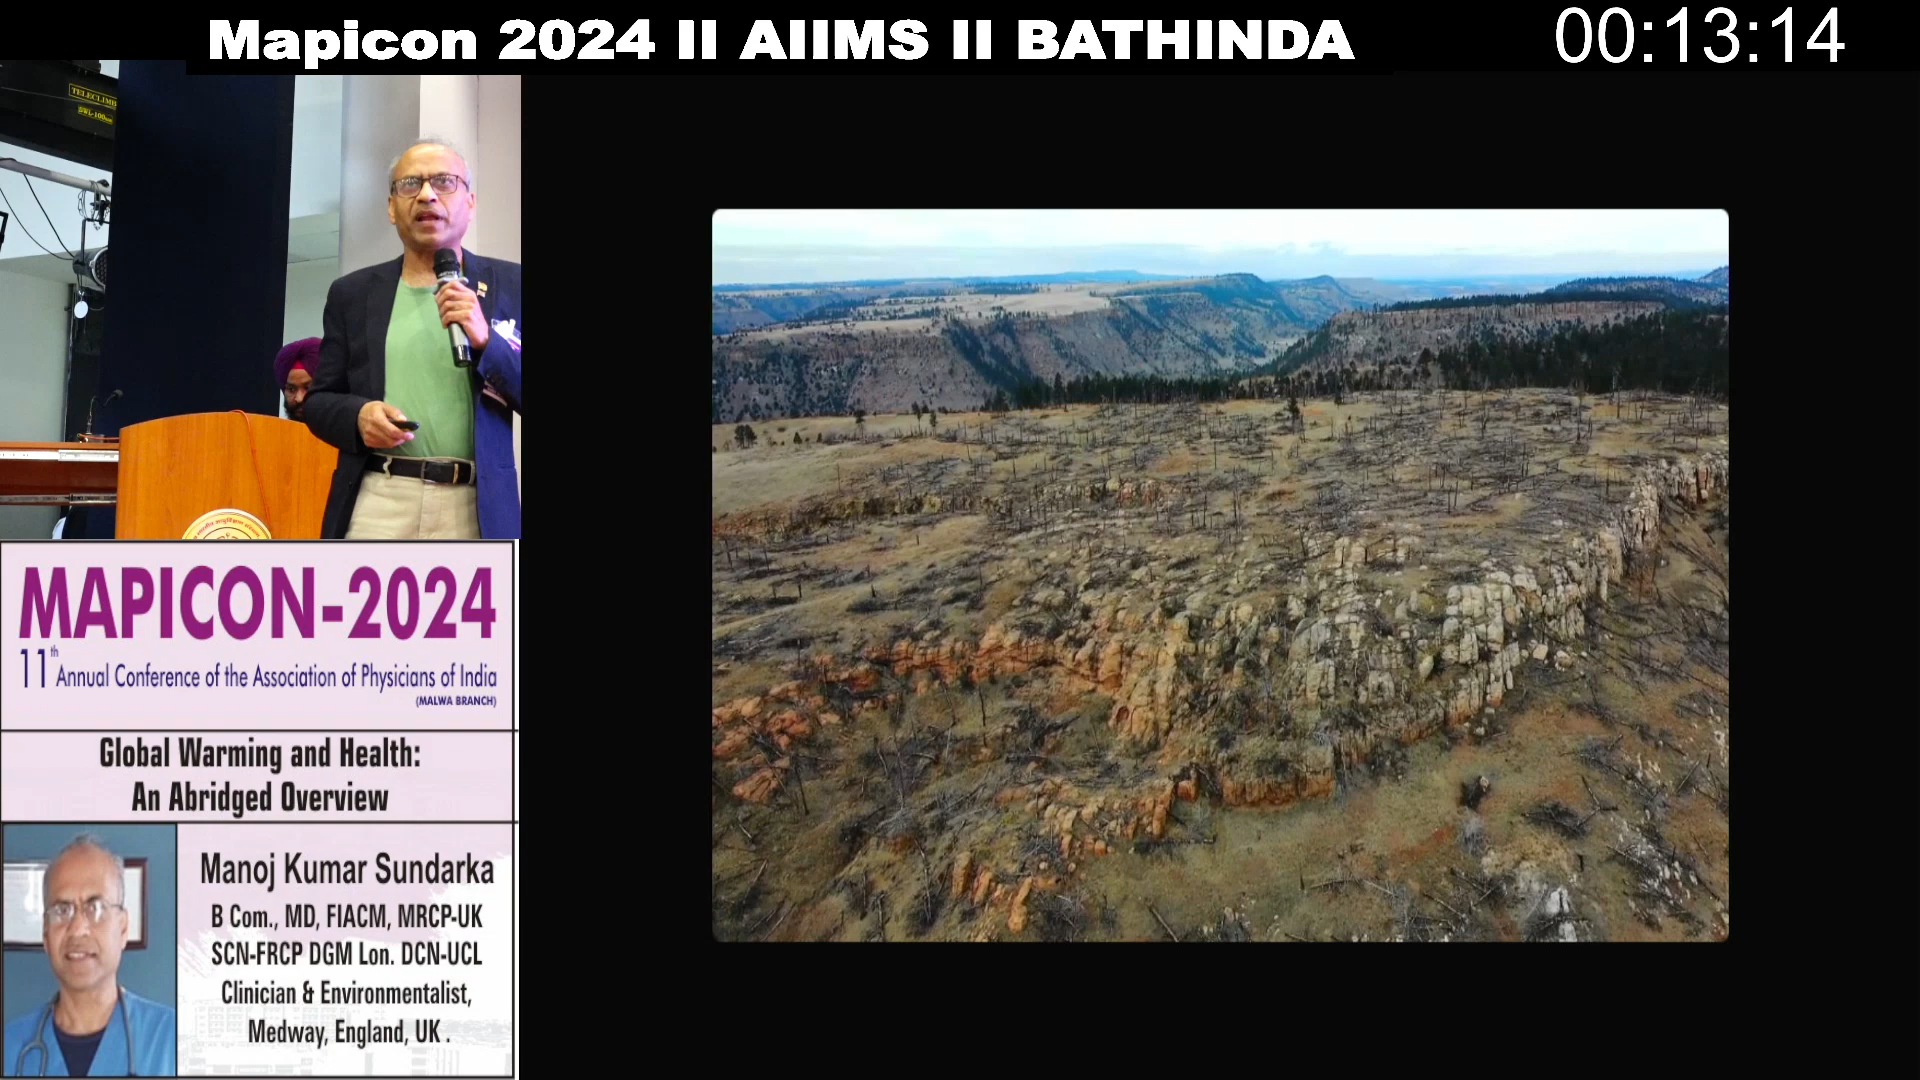 Mapicon 2024 II AIIMS II BATHINDA
00:13:14
MAPICON-2024
11th Annual Conference of the Association of Physicians of India
(MALWA BRANCH)
Global Warming and Health:
An Abridged Overview
Manoj Kumar Sundarka
B Com., MD, FIACM, MRCP-UK
SCN-FRCP DGM Lon. DCN-UCL
Clinician & Environmentalist,
Medway, England, UK .